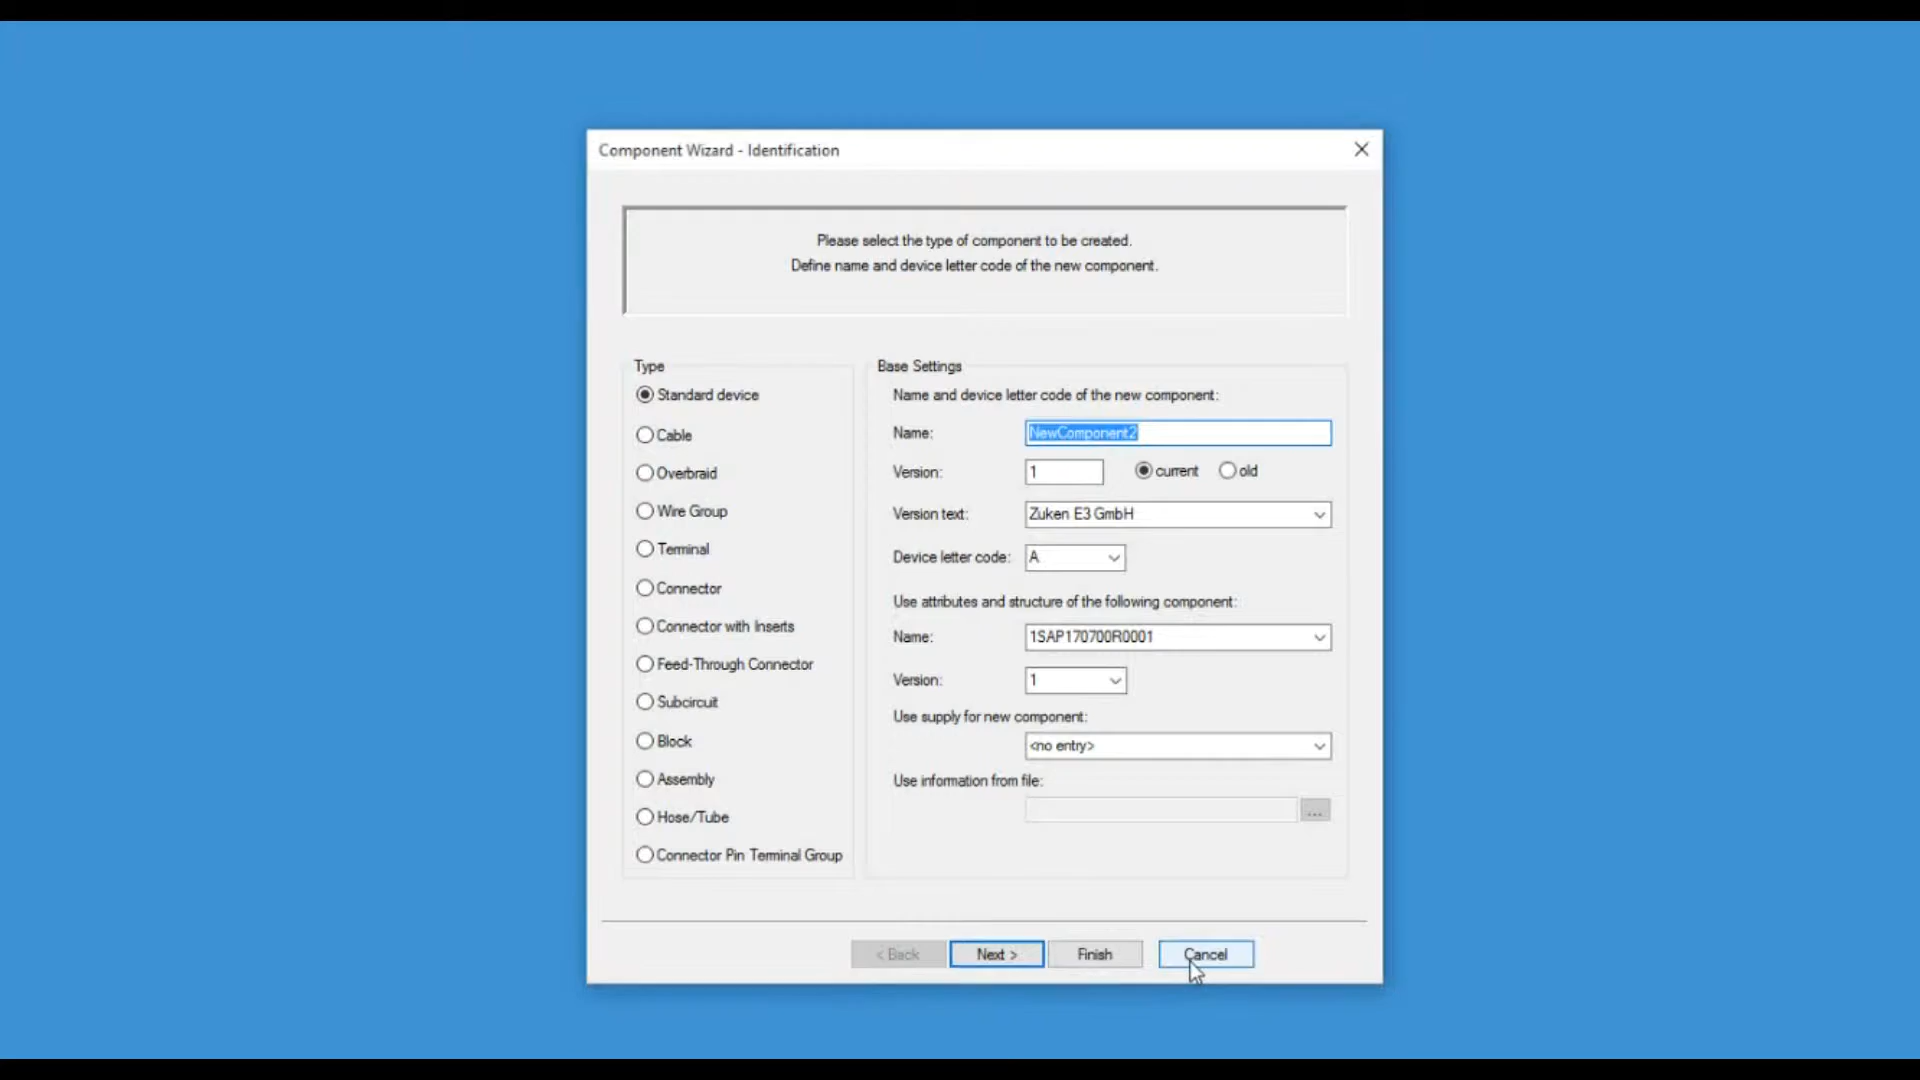 Component Wizard - Identification
Please select the type of component to be created.
Define name and device letter code of the new component.
Type
Standard device
Cable
Overbraid
Wire Group
Terminal
Connector
Connector with Inserts
Feed-Through Connector
Subcircuit
Block
Assembly
Hose/Tube
Connector Pin Terminal Group
Base Settings
Name and device letter code of the new component:
Name: NewComponent2
Version: 1 current old
Version text: Zuken E3 GmbH
Device letter code: A
Use attributes and structure of the following component:
Name: 1SAP170700R0001
Version: 1
Use supply for new component:
<no entry>
Use information from file:
...
< Back Next > Finish Cancel